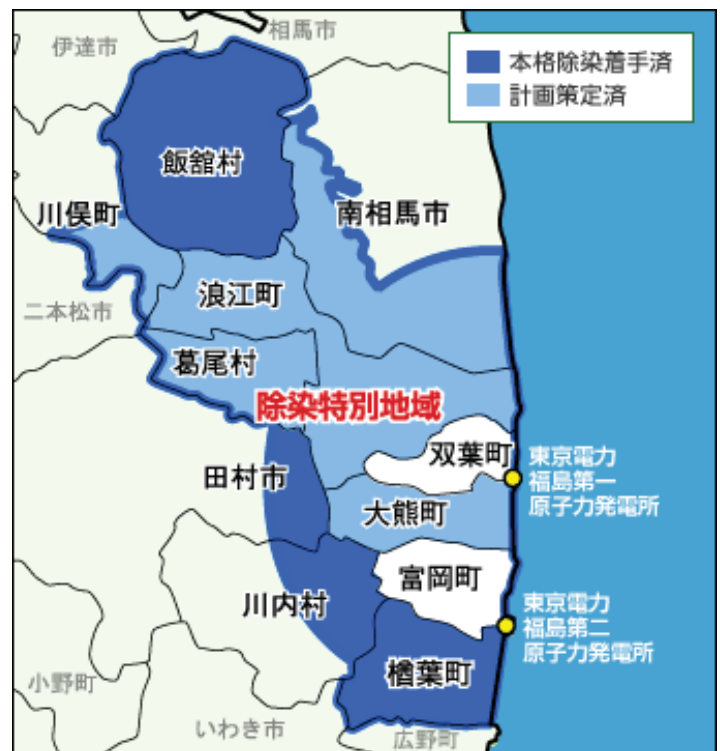 相馬市
伊達市
本格除染着手済
計画策定済
飯舘村
川俣町
南相馬市
浪江町
二本松市
葛尾村
除染特別地域
双葉町
東京電力
福島第一
原子力発電所
田村市
大熊町
富岡町
川内村
東京電力
福島第二
原子力発電所
楢葉町
小野町
いわき市
広野町